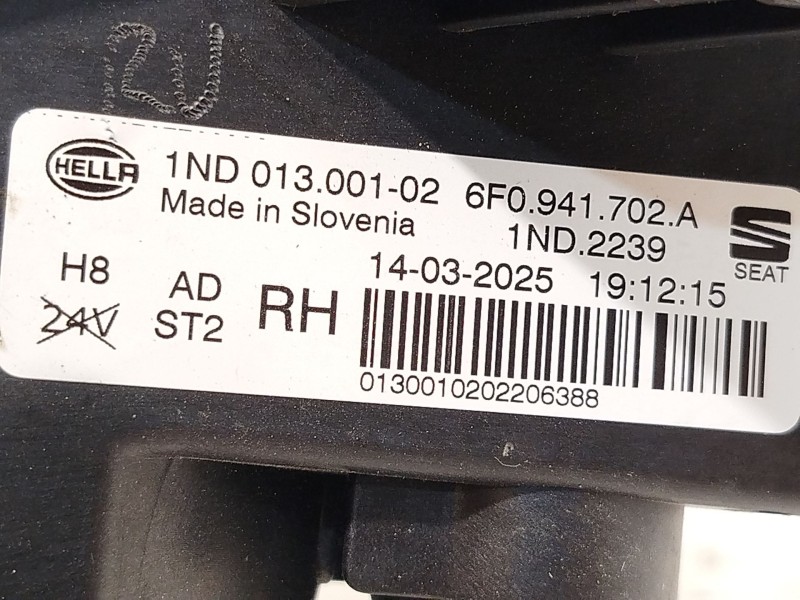 2V
HELLA 1ND 013.001-02 6F0.941.702.A
Made in Slovenia 1ND.2239
SEAT
H8 AD RH 14-03-2025 19:12:15
24V ST2
0130010202206388